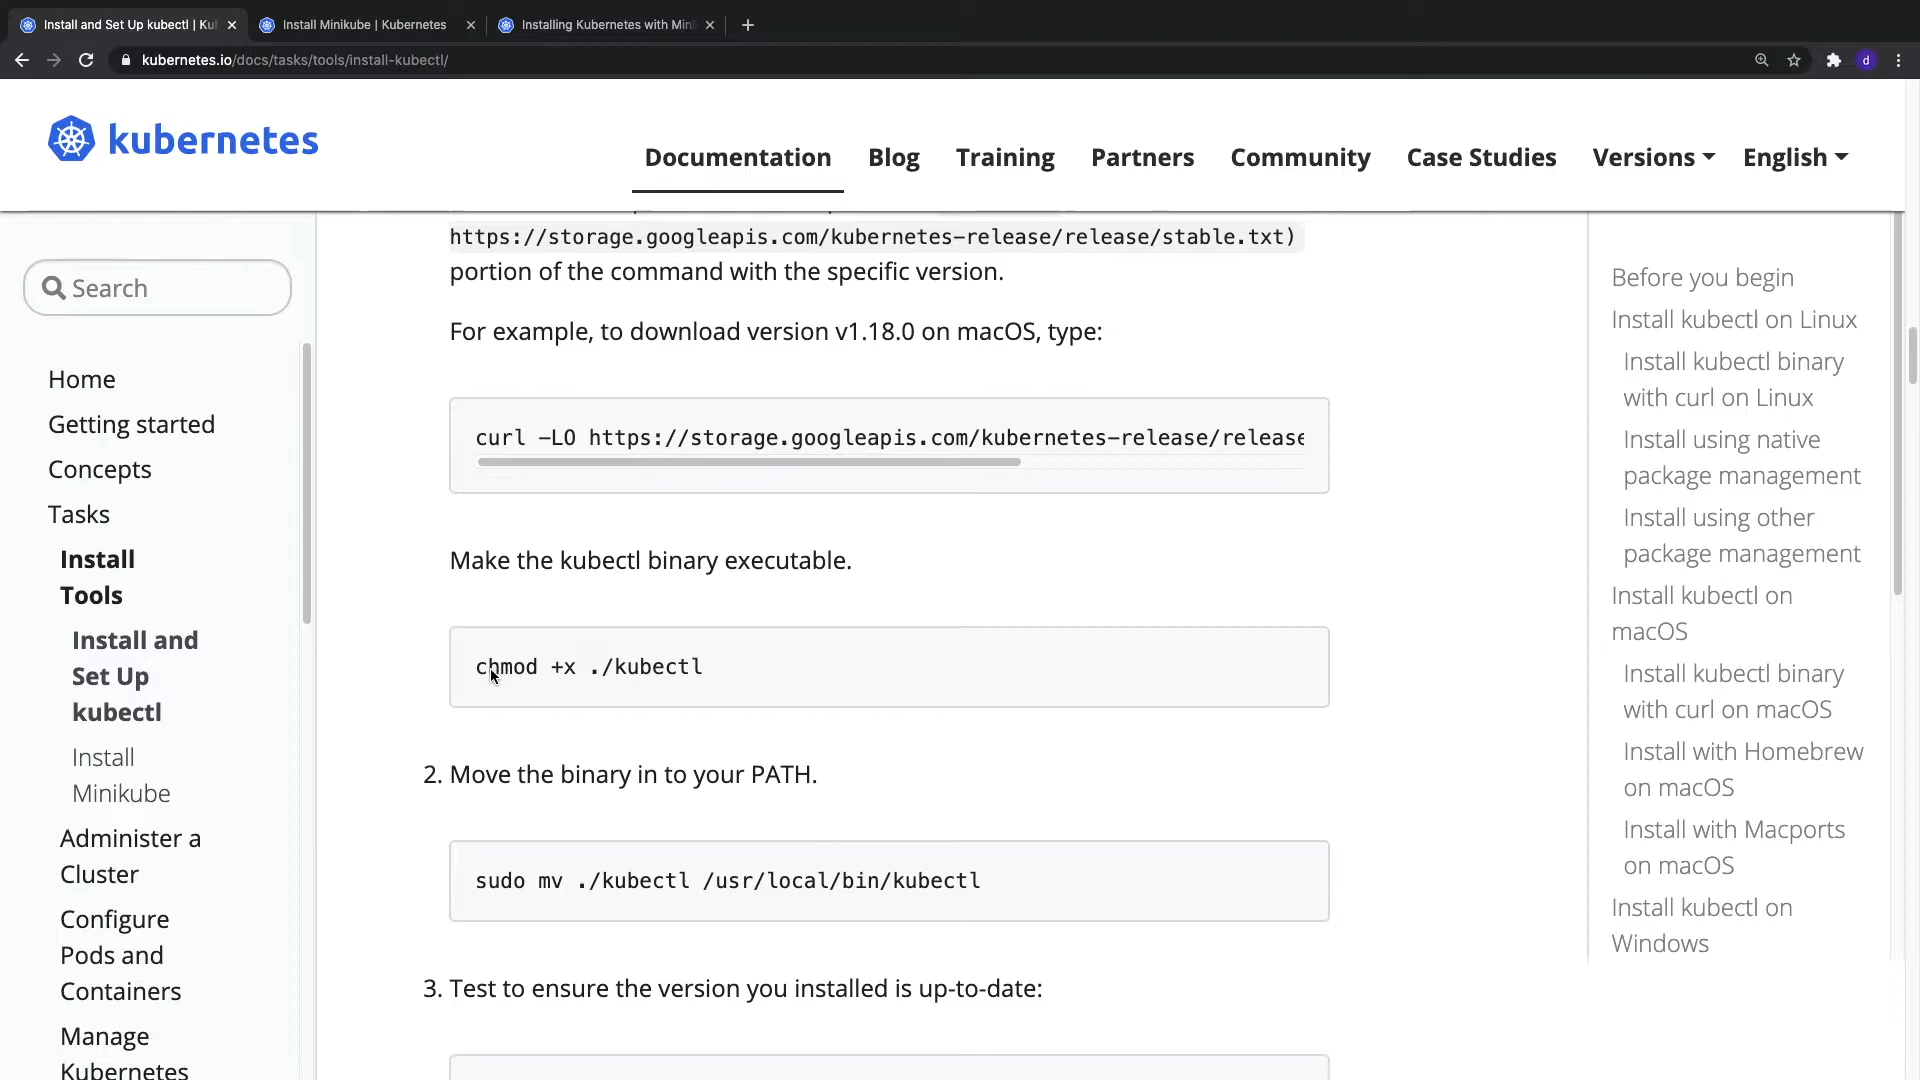 Install and Set Up kubectl | Ku
Install Minikube | Kubernetes
Installing Kubernetes with Mini
kubernetes.io/docs/tasks/tools/install-kubectl/
d
kubernetes
Documentation
Blog
Training
Partners
Community
Case Studies
Versions
English
Search
Home
Getting started
Concepts
Tasks
Install
Tools
Install and
Set Up
kubectl
Install
Minikube
Administer a
Cluster
Configure
Pods and
Containers
Manage
Kubernetes
https://storage.googleapis.com/kubernetes-release/release/stable.txt)
portion of the command with the specific version.
For example, to download version v1.18.0 on macOS, type:
curl -LO https://storage.googleapis.com/kubernetes-release/release
Make the kubectl binary executable.
chmod +x ./kubectl
2. Move the binary in to your PATH.
sudo mv ./kubectl /usr/local/bin/kubectl
3. Test to ensure the version you installed is up-to-date:
Before you begin
Install kubectl on Linux
Install kubectl binary
with curl on Linux
Install using native
package management
Install using other
package management
Install kubectl on
macOS
Install kubectl binary
with curl on macOS
Install with Homebrew
on macOS
Install with Macports
on macOS
Install kubectl on
Windows